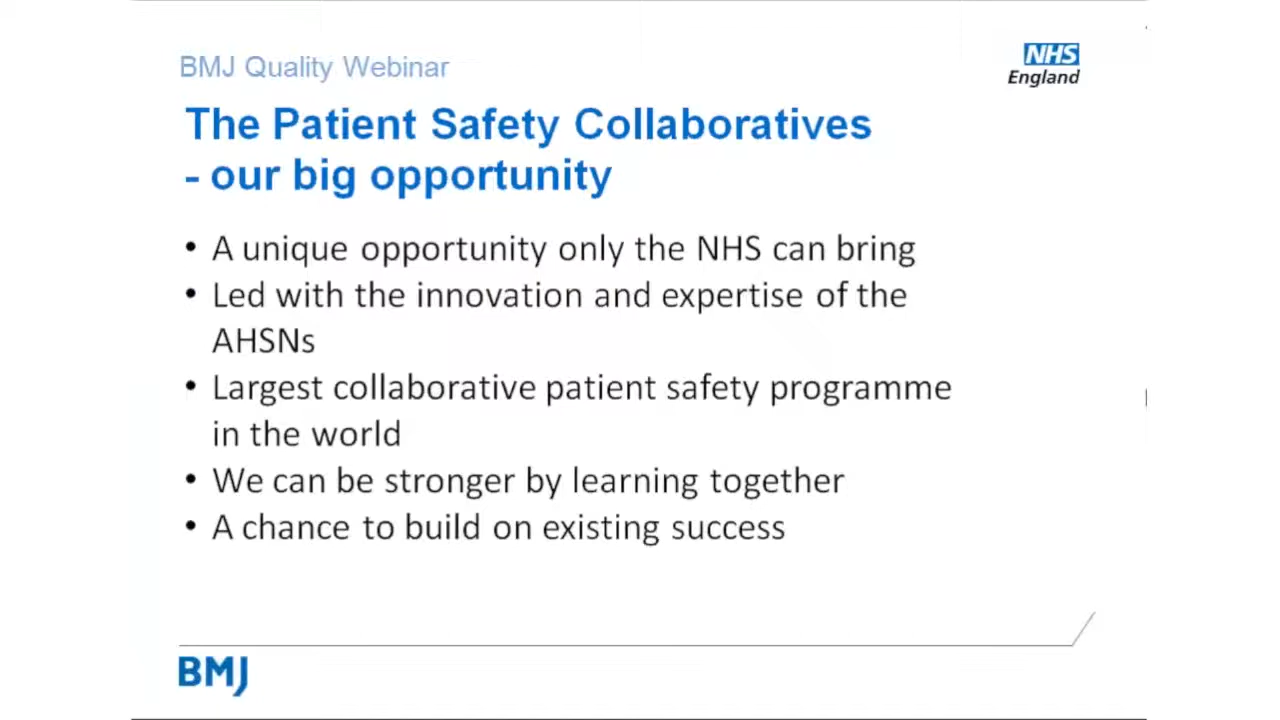 BMJ Quality Webinar
NHS
England
The Patient Safety Collaboratives
- our big opportunity
• A unique opportunity only the NHS can bring
• Led with the innovation and expertise of the
AHSNs
• Largest collaborative patient safety programme
in the world
• We can be stronger by learning together
• A chance to build on existing success
BMJ